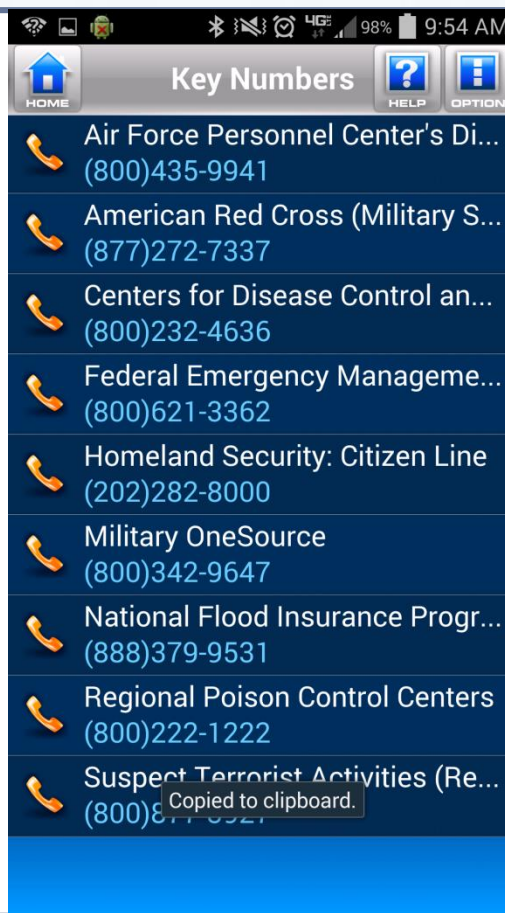 4G 98% 9:54 AM
HOME Key Numbers HELP OPTION
Air Force Personnel Center's Di...
(800)435-9941
American Red Cross (Military S...
(877)272-7337
Centers for Disease Control an...
(800)232-4636
Federal Emergency Manageme...
(800)621-3362
Homeland Security: Citizen Line
(202)282-8000
Military OneSource
(800)342-9647
National Flood Insurance Progr...
(888)379-9531
Regional Poison Control Centers
(800)222-1222
Suspect Terrorist Activities (Re...
Copied to clipboard.